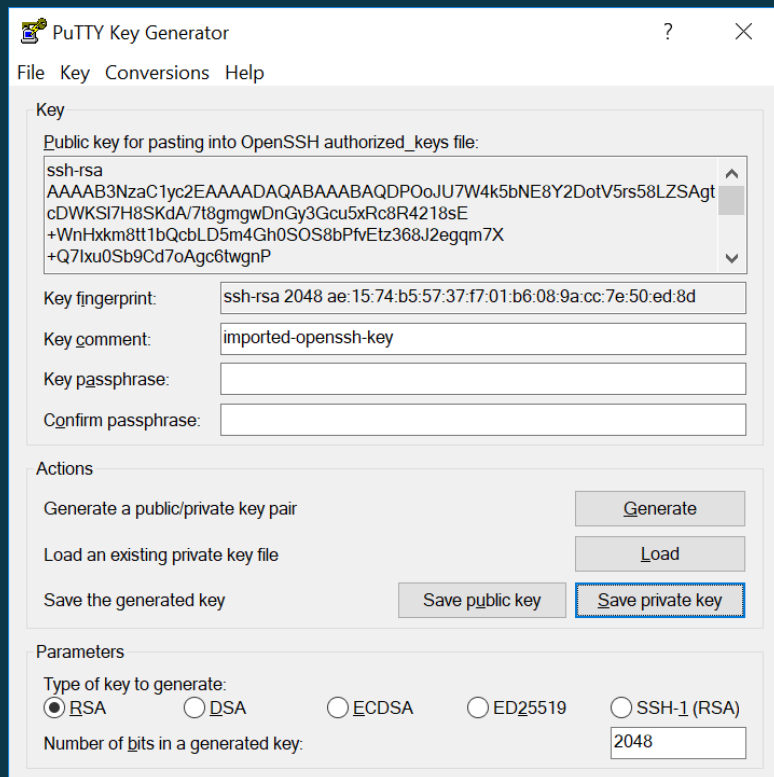 PuTTY Key Generator ?
File Key Conversions Help
Key
Public key for pasting into OpenSSH authorized_keys file:
ssh-rsa
AAAAB3NzaC1yc2EAAAADAQABAAABAQDPOoJU7W4k5bNE8Y2DotV5rs58LZSAgt
cDWKSl7H8SKdA/7t8gmgwDnGy3Gcu5xRc8R4218sE
+WnHxkm8tt1bQcbLD5m4Gh0SOS8bPfvEtz368J2egqm7X
+Q7Ixu0Sb9Cd7oAgc6twgnP
Key fingerprint: ssh-rsa 2048 ae:15:74:b5:57:37:f7:01:b6:08:9a:cc:7e:50:ed:8d
Key comment: imported-openssh-key
Key passphrase:
Confirm passphrase:
Actions
Generate a public/private key pair Generate
Load an existing private key file Load
Save the generated key Save public key Save private key
Parameters
Type of key to generate:
RSA DSA ECDSA ED25519 SSH-1 (RSA)
Number of bits in a generated key: 2048